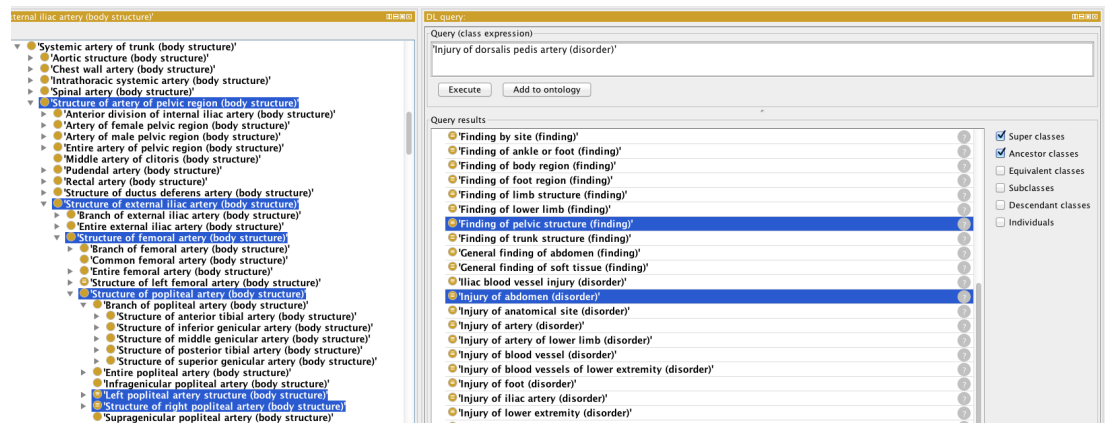 xternal iliac artery (body structure)'
'Systemic artery of trunk (body structure)'
'Aortic structure (body structure)'
'Chest wall artery (body structure)'
'Intrathoracic systemic artery (body structure)'
'Spinal artery (body structure)'
'Structure of artery of pelvic region (body structure)'
'Anterior division of internal iliac artery (body structure)'
'Artery of female pelvic region (body structure)'
'Artery of male pelvic region (body structure)'
'Entire artery of pelvic region (body structure)'
'Middle artery of clitoris (body structure)'
'Pudendal artery (body structure)'
'Rectal artery (body structure)'
'Structure of ductus deferens artery (body structure)'
'Structure of external iliac artery (body structure)'
'Branch of external iliac artery (body structure)'
'Entire external iliac artery (body structure)'
'Structure of femoral artery (body structure)'
'Branch of femoral artery (body structure)'
'Common femoral artery (body structure)'
'Entire femoral artery (body structure)'
'Structure of left femoral artery (body structure)'
'Structure of popliteal artery (body structure)'
'Branch of popliteal artery (body structure)'
'Structure of anterior tibial artery (body structure)'
'Structure of inferior genicular artery (body structure)'
'Structure of middle genicular artery (body structure)'
'Structure of posterior tibial artery (body structure)'
'Structure of superior genicular artery (body structure)'
'Entire popliteal artery (body structure)'
'Infragenicular popliteal artery (body structure)'
'Left popliteal artery structure (body structure)'
'Structure of right popliteal artery (body structure)'
'Supragenicular popliteal artery (body structure)'
DL query:
Query (class expression)
'Injury of dorsalis pedis artery (disorder)'
Execute
Add to ontology
Query results
'Finding by site (finding)'
'Finding of ankle or foot (finding)'
'Finding of body region (finding)'
'Finding of foot region (finding)'
'Finding of limb structure (finding)'
'Finding of lower limb (finding)'
'Finding of pelvic structure (finding)'
'Finding of trunk structure (finding)'
'General finding of abdomen (finding)'
'General finding of soft tissue (finding)'
'Iliac blood vessel injury (disorder)'
'Injury of abdomen (disorder)'
'Injury of anatomical site (disorder)'
'Injury of artery (disorder)'
'Injury of artery of lower limb (disorder)'
'Injury of blood vessel (disorder)'
'Injury of blood vessels of lower extremity (disorder)'
'Injury of foot (disorder)'
'Injury of iliac artery (disorder)'
'Injury of lower extremity (disorder)'
Super classes
Ancestor classes
Equivalent classes
Subclasses
Descendant classes
Individuals